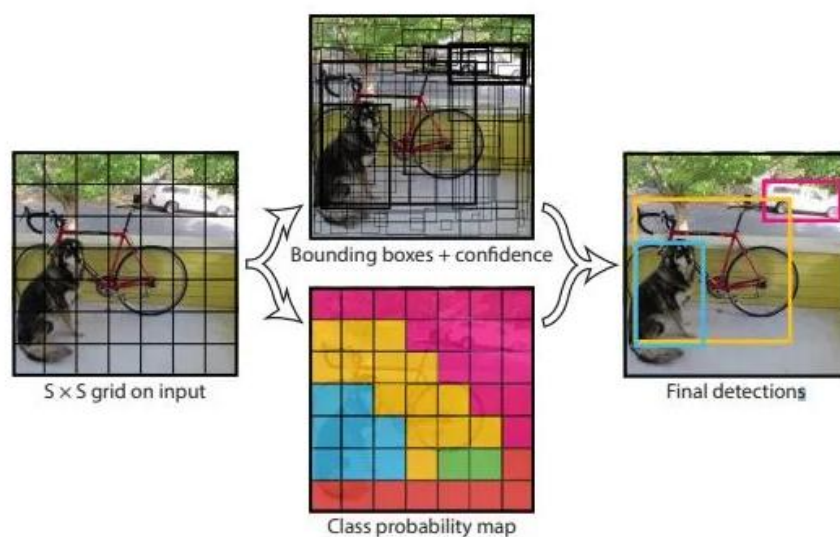 Bounding boxes + confidence
S × S grid on input
Final detections
Class probability map